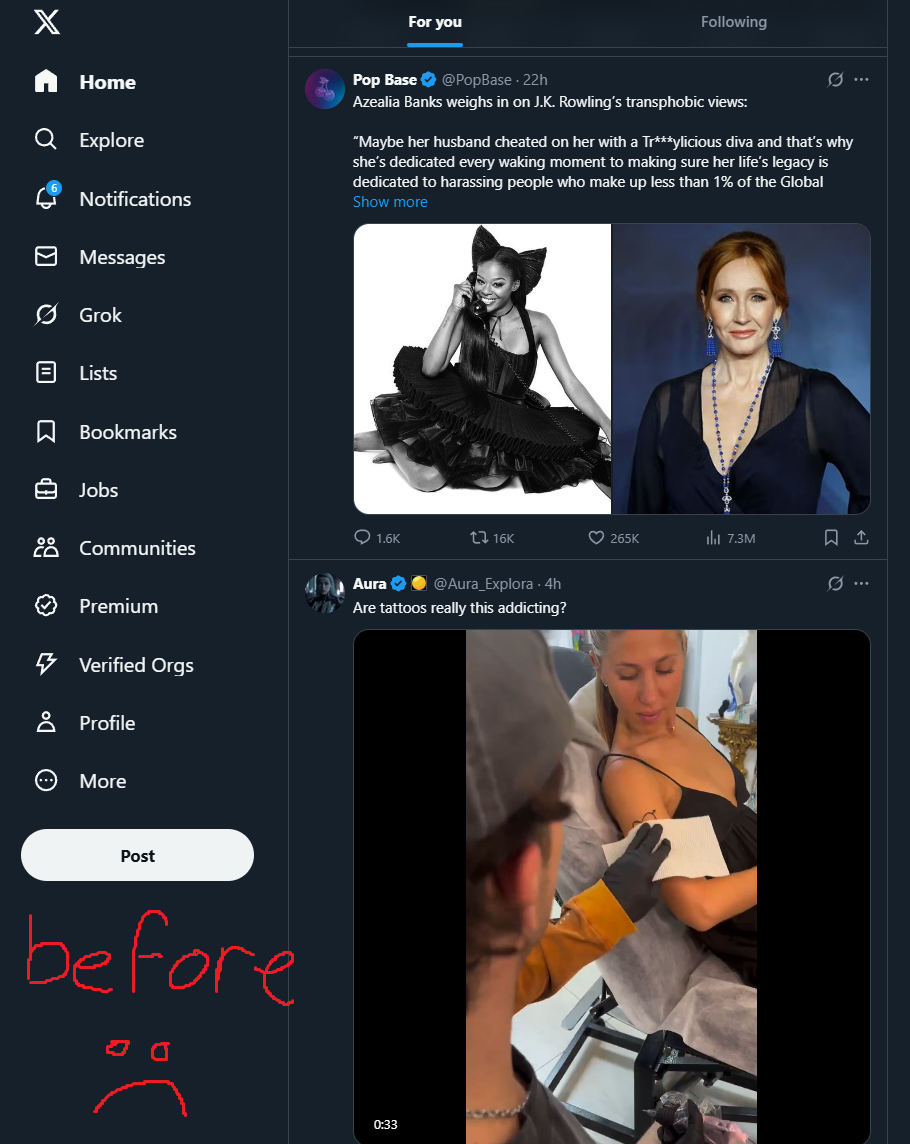 For you
Following
Home
Explore
6
Notifications
Messages
Grok
Lists
Bookmarks
Jobs
Communities
Premium
Verified Orgs
Profile
More
Post
before
Pop Base @PopBase · 22h
Azealia Banks weighs in on J.K. Rowling’s transphobic views:
“Maybe her husband cheated on her with a Tr***ylicious diva and that’s why
she’s dedicated every waking moment to making sure her life’s legacy is
dedicated to harassing people who make up less than 1% of the Global
Show more
1.6K 16K 265K 7.3M
Aura @Aura_Explora · 4h
Are tattoos really this addicting?
0:33